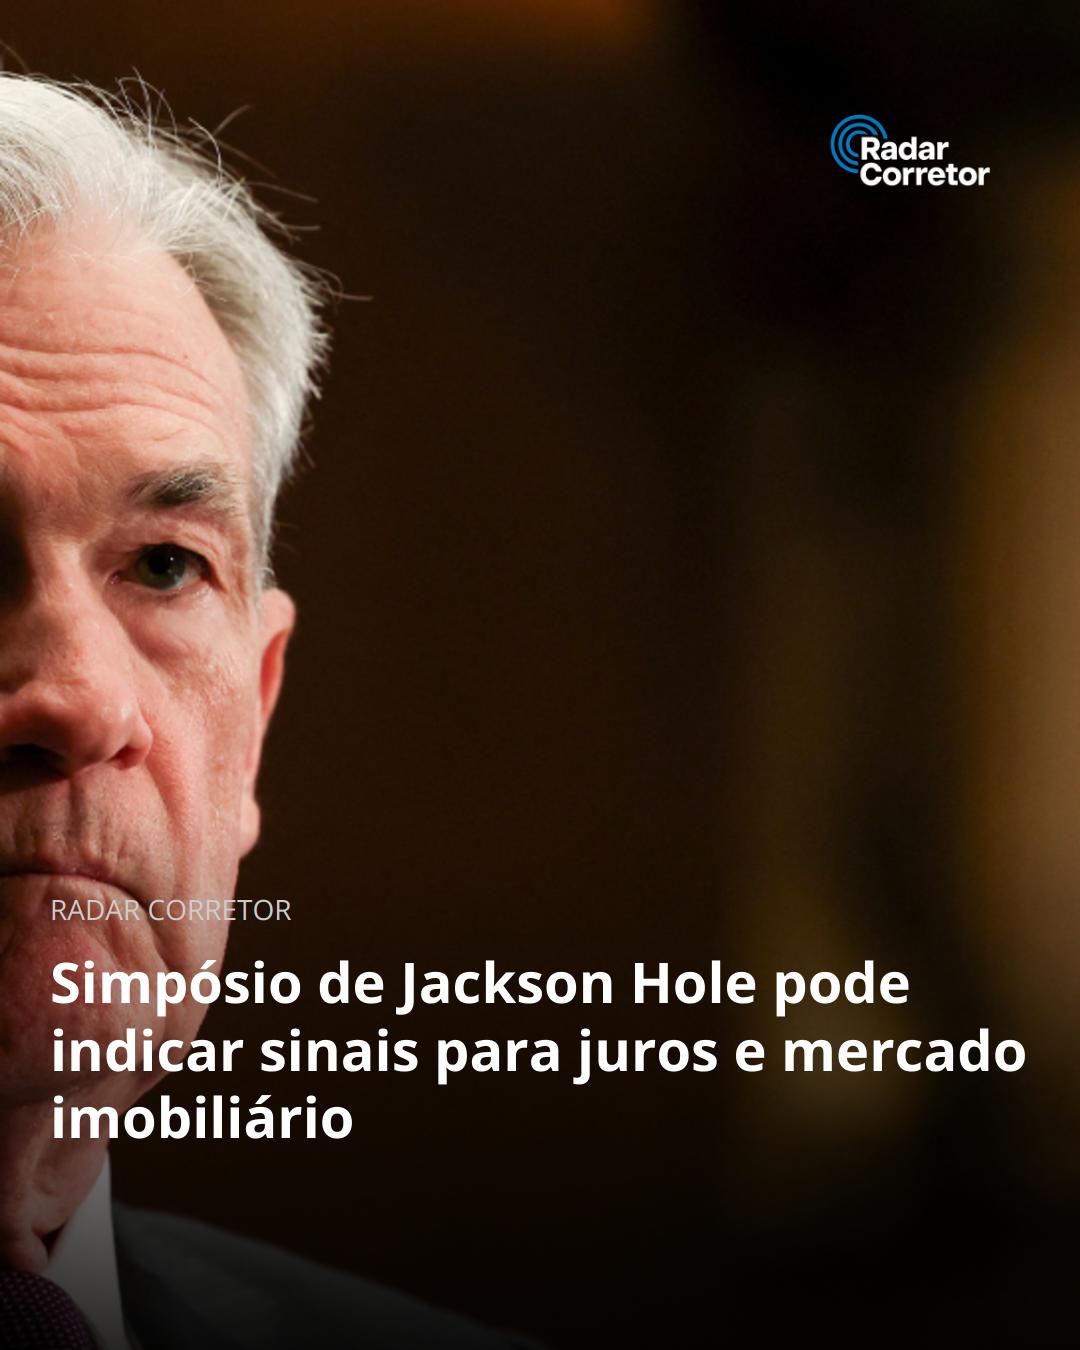 Radar
Corretor
RADAR CORRETOR
Simpósio de Jackson Hole pode
indicar sinais para juros e mercado
imobiliário